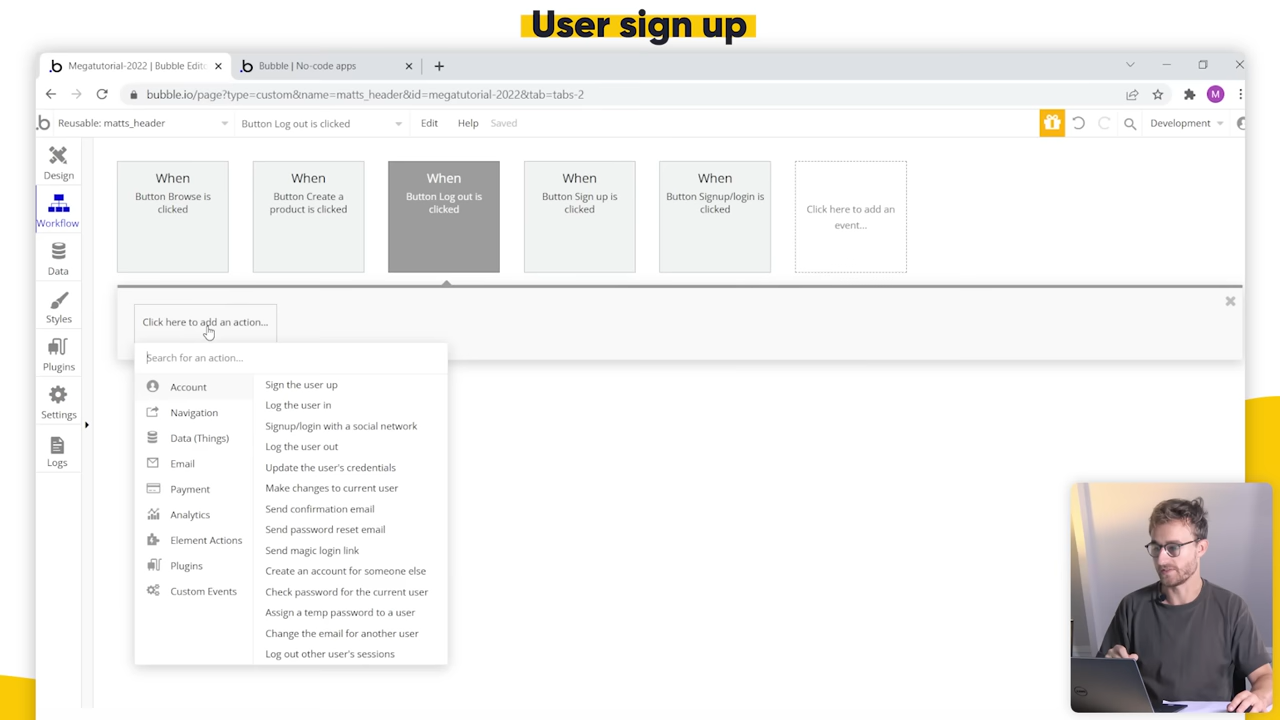 User sign up
Megatutorial-2022 | Bubble Edito
Bubble | No-code apps
bubble.io/page?type=custom&name=matts_header&id=megatutorial-2022&tab=tabs-2
M
Reusable: matts_header
Button Log out is clicked
Edit
Help
Saved
Development
Design
Workflow
Data
Styles
Plugins
Settings
Logs
When
Button Browse is
clicked
When
Button Create a
product is clicked
When
Button Log out is
clicked
When
Button Sign up is
clicked
When
Button Signup/login is
clicked
Click here to add an
event...
Click here to add an action...
Search for an action...
Account
Navigation
Data (Things)
Email
Payment
Analytics
Element Actions
Plugins
Custom Events
Sign the user up
Log the user in
Signup/login with a social network
Log the user out
Update the user's credentials
Make changes to current user
Send confirmation email
Send password reset email
Send magic login link
Create an account for someone else
Check password for the current user
Assign a temp password to a user
Change the email for another user
Log out other user's sessions